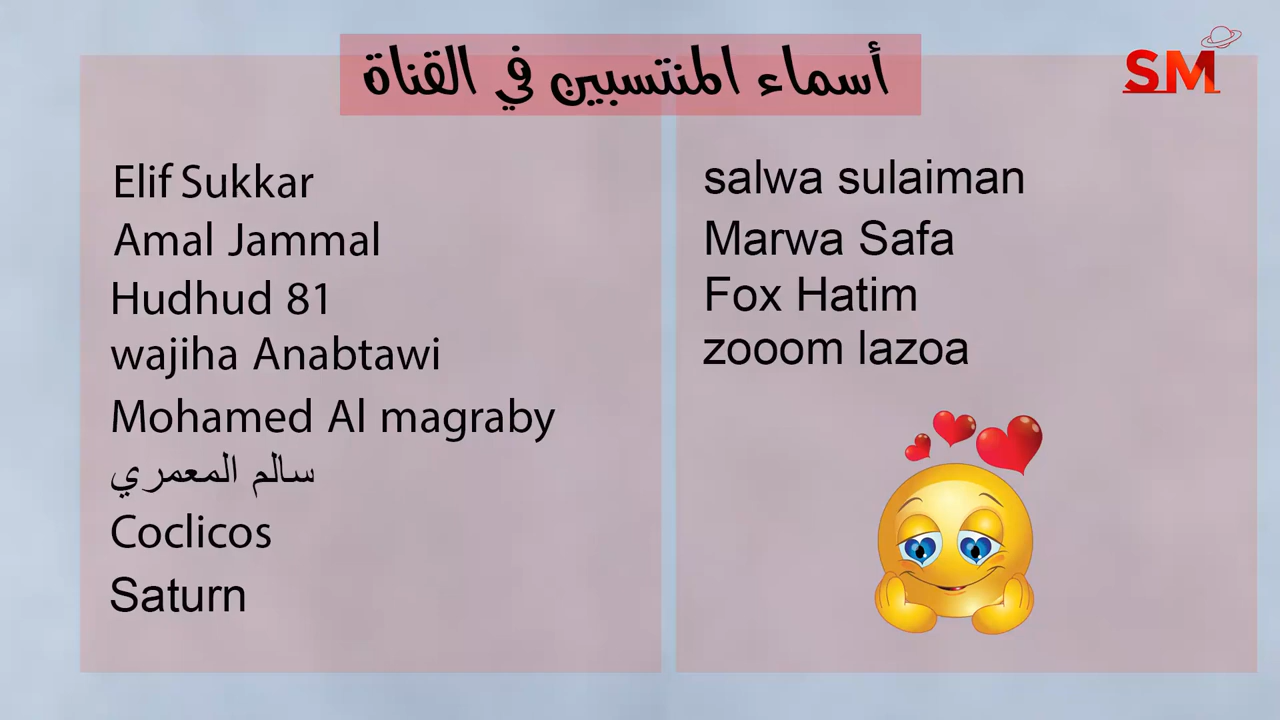 أسماء المنتسبين في القناة
SM
Elif Sukkar
Amal Jammal
Hudhud 81
wajiha Anabtawi
Mohamed Al magraby
سالم المعمري
Coclicos
Saturn
salwa sulaiman
Marwa Safa
Fox Hatim
zooom lazoa